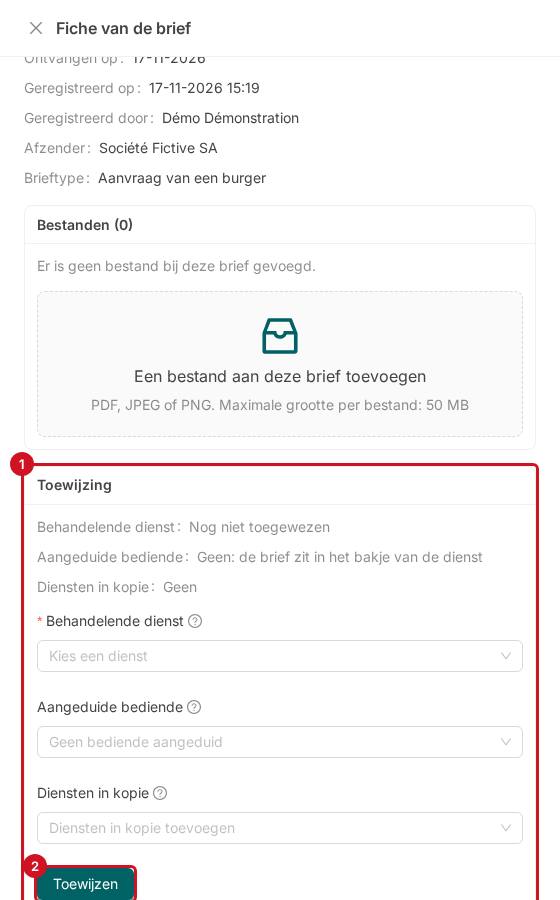 Fiche van de brief
Ontvangen op: 17-11-2026
Geregistreerd op: 17-11-2026 15:19
Geregistreerd door: Démo Démonstration
Afzender: Société Fictive SA
Brieftype: Aanvraag van een burger
Bestanden (0)
Er is geen bestand bij deze brief gevoegd.
Een bestand aan deze brief toevoegen
PDF, JPEG of PNG. Maximale grootte per bestand: 50 MB
1
Toewijzing
Behandelende dienst: Nog niet toegewezen
Aangeduide bediende: Geen: de brief zit in het bakje van de dienst
Diensten in kopie: Geen
* Behandelende dienst ?
Kies een dienst
Aangeduide bediende ?
Geen bediende aangeduid
Diensten in kopie ?
Diensten in kopie toevoegen
2
Toewijzen